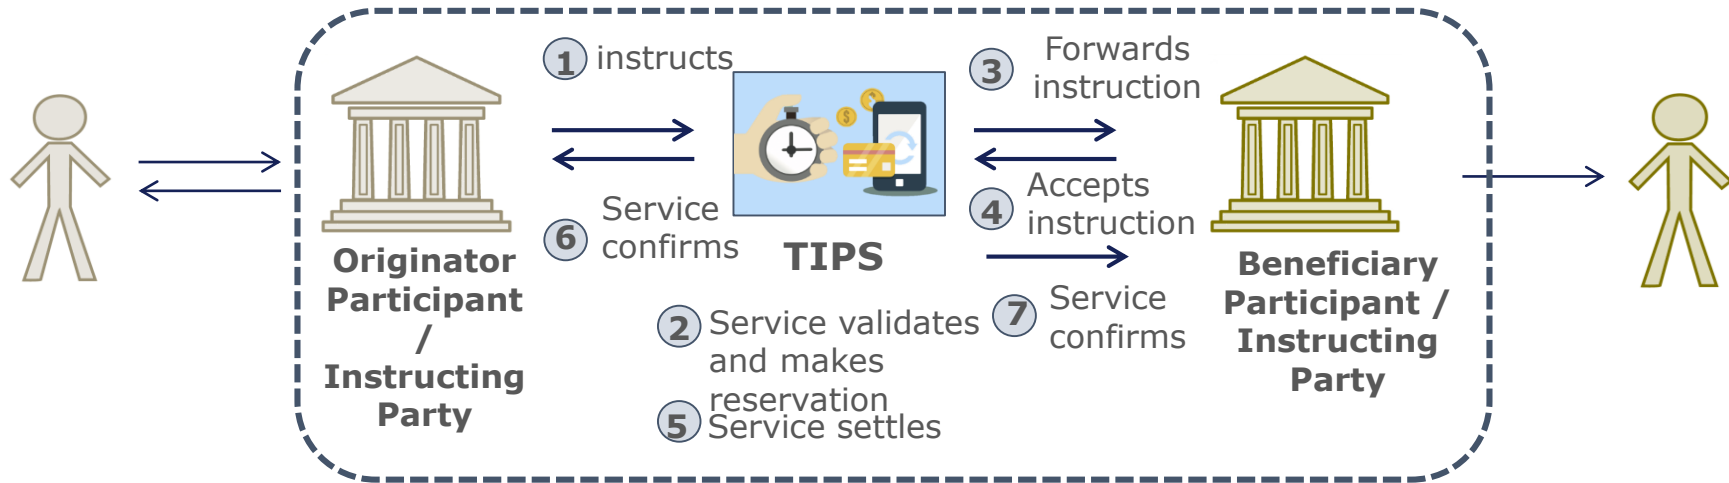 1 instructs
3 Forwards
instruction
6 Service
confirms
4 Accepts
instruction
TIPS
Originator
Participant
/
Instructing
Party
Beneficiary
Participant /
Instructing
Party
2 Service validates
and makes
reservation
5 Service settles
7 Service
confirms